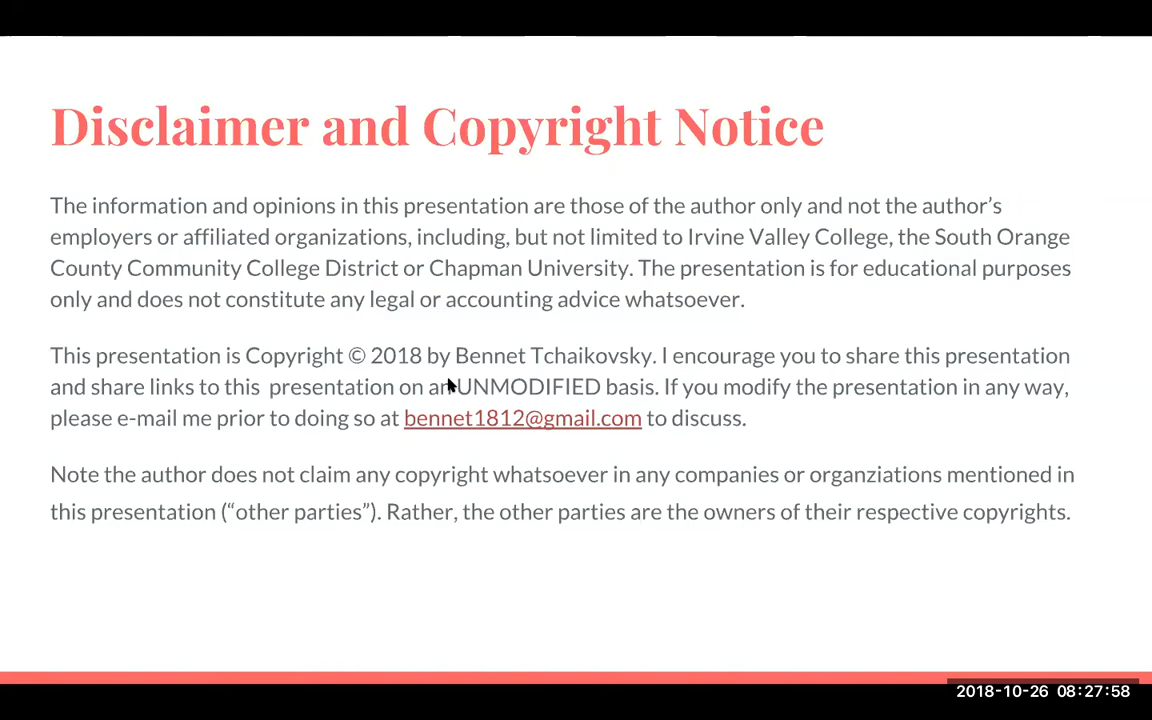 Disclaimer and Copyright Notice
The information and opinions in this presentation are those of the author only and not the author's
employers or affiliated organizations, including, but not limited to Irvine Valley College, the South Orange
County Community College District or Chapman University. The presentation is for educational purposes
only and does not constitute any legal or accounting advice whatsoever.
This presentation is Copyright © 2018 by Bennet Tchaikovsky. I encourage you to share this presentation
and share links to this  presentation on an UNMODIFIED basis. If you modify the presentation in any way,
please e-mail me prior to doing so at bennet1812@gmail.com to discuss.
Note the author does not claim any copyright whatsoever in any companies or organziations mentioned in
this presentation (“other parties”). Rather, the other parties are the owners of their respective copyrights.
2018-10-26 08:27:58